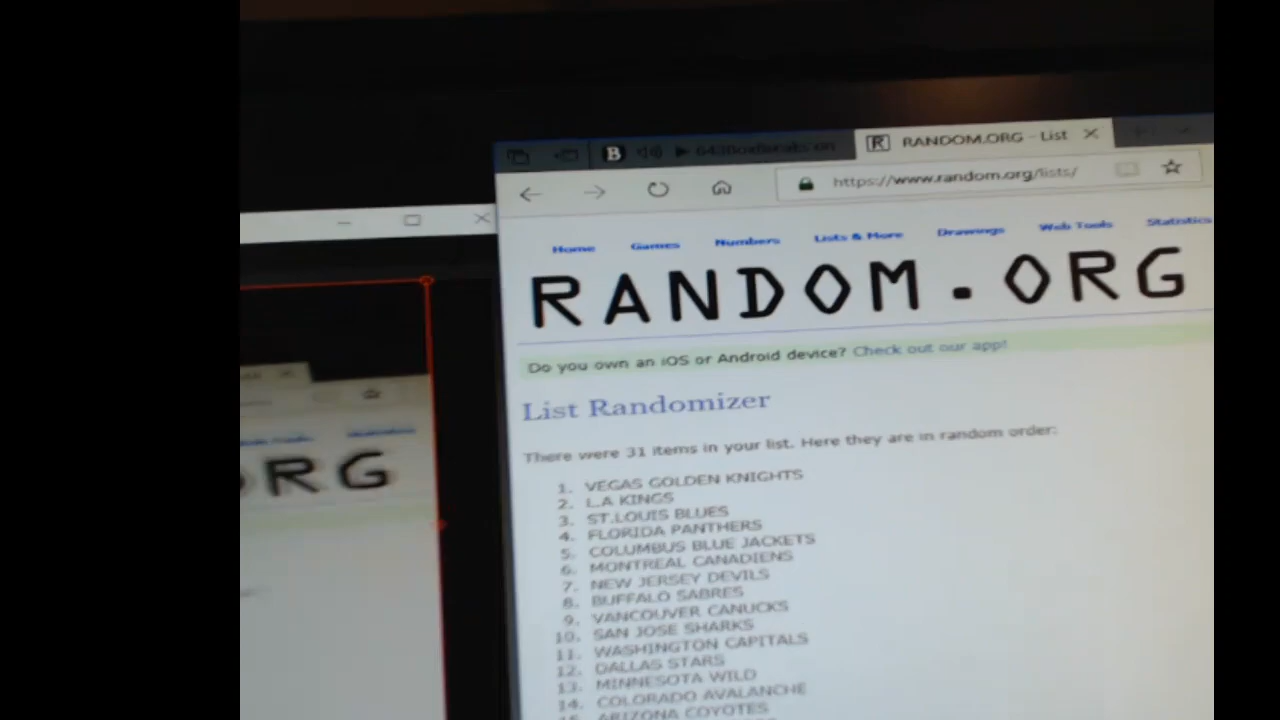 RANDOM.ORG - List
https://www.random.org/lists/
Home Games Numbers Lists & More Drawings Web Tools Statistics
RANDOM.ORG
Do you own an iOS or Android device? Check out our app!
List Randomizer
There were 31 items in your list. Here they are in random order:
1. VEGAS GOLDEN KNIGHTS
2. L.A KINGS
3. ST.LOUIS BLUES
4. FLORIDA PANTHERS
5. COLUMBUS BLUE JACKETS
6. MONTREAL CANADIENS
7. NEW JERSEY DEVILS
8. BUFFALO SABRES
9. VANCOUVER CANUCKS
10. SAN JOSE SHARKS
11. WASHINGTON CAPITALS
12. DALLAS STARS
13. MINNESOTA WILD
14. COLORADO AVALANCHE
15. ARIZONA COYOTES
ORG